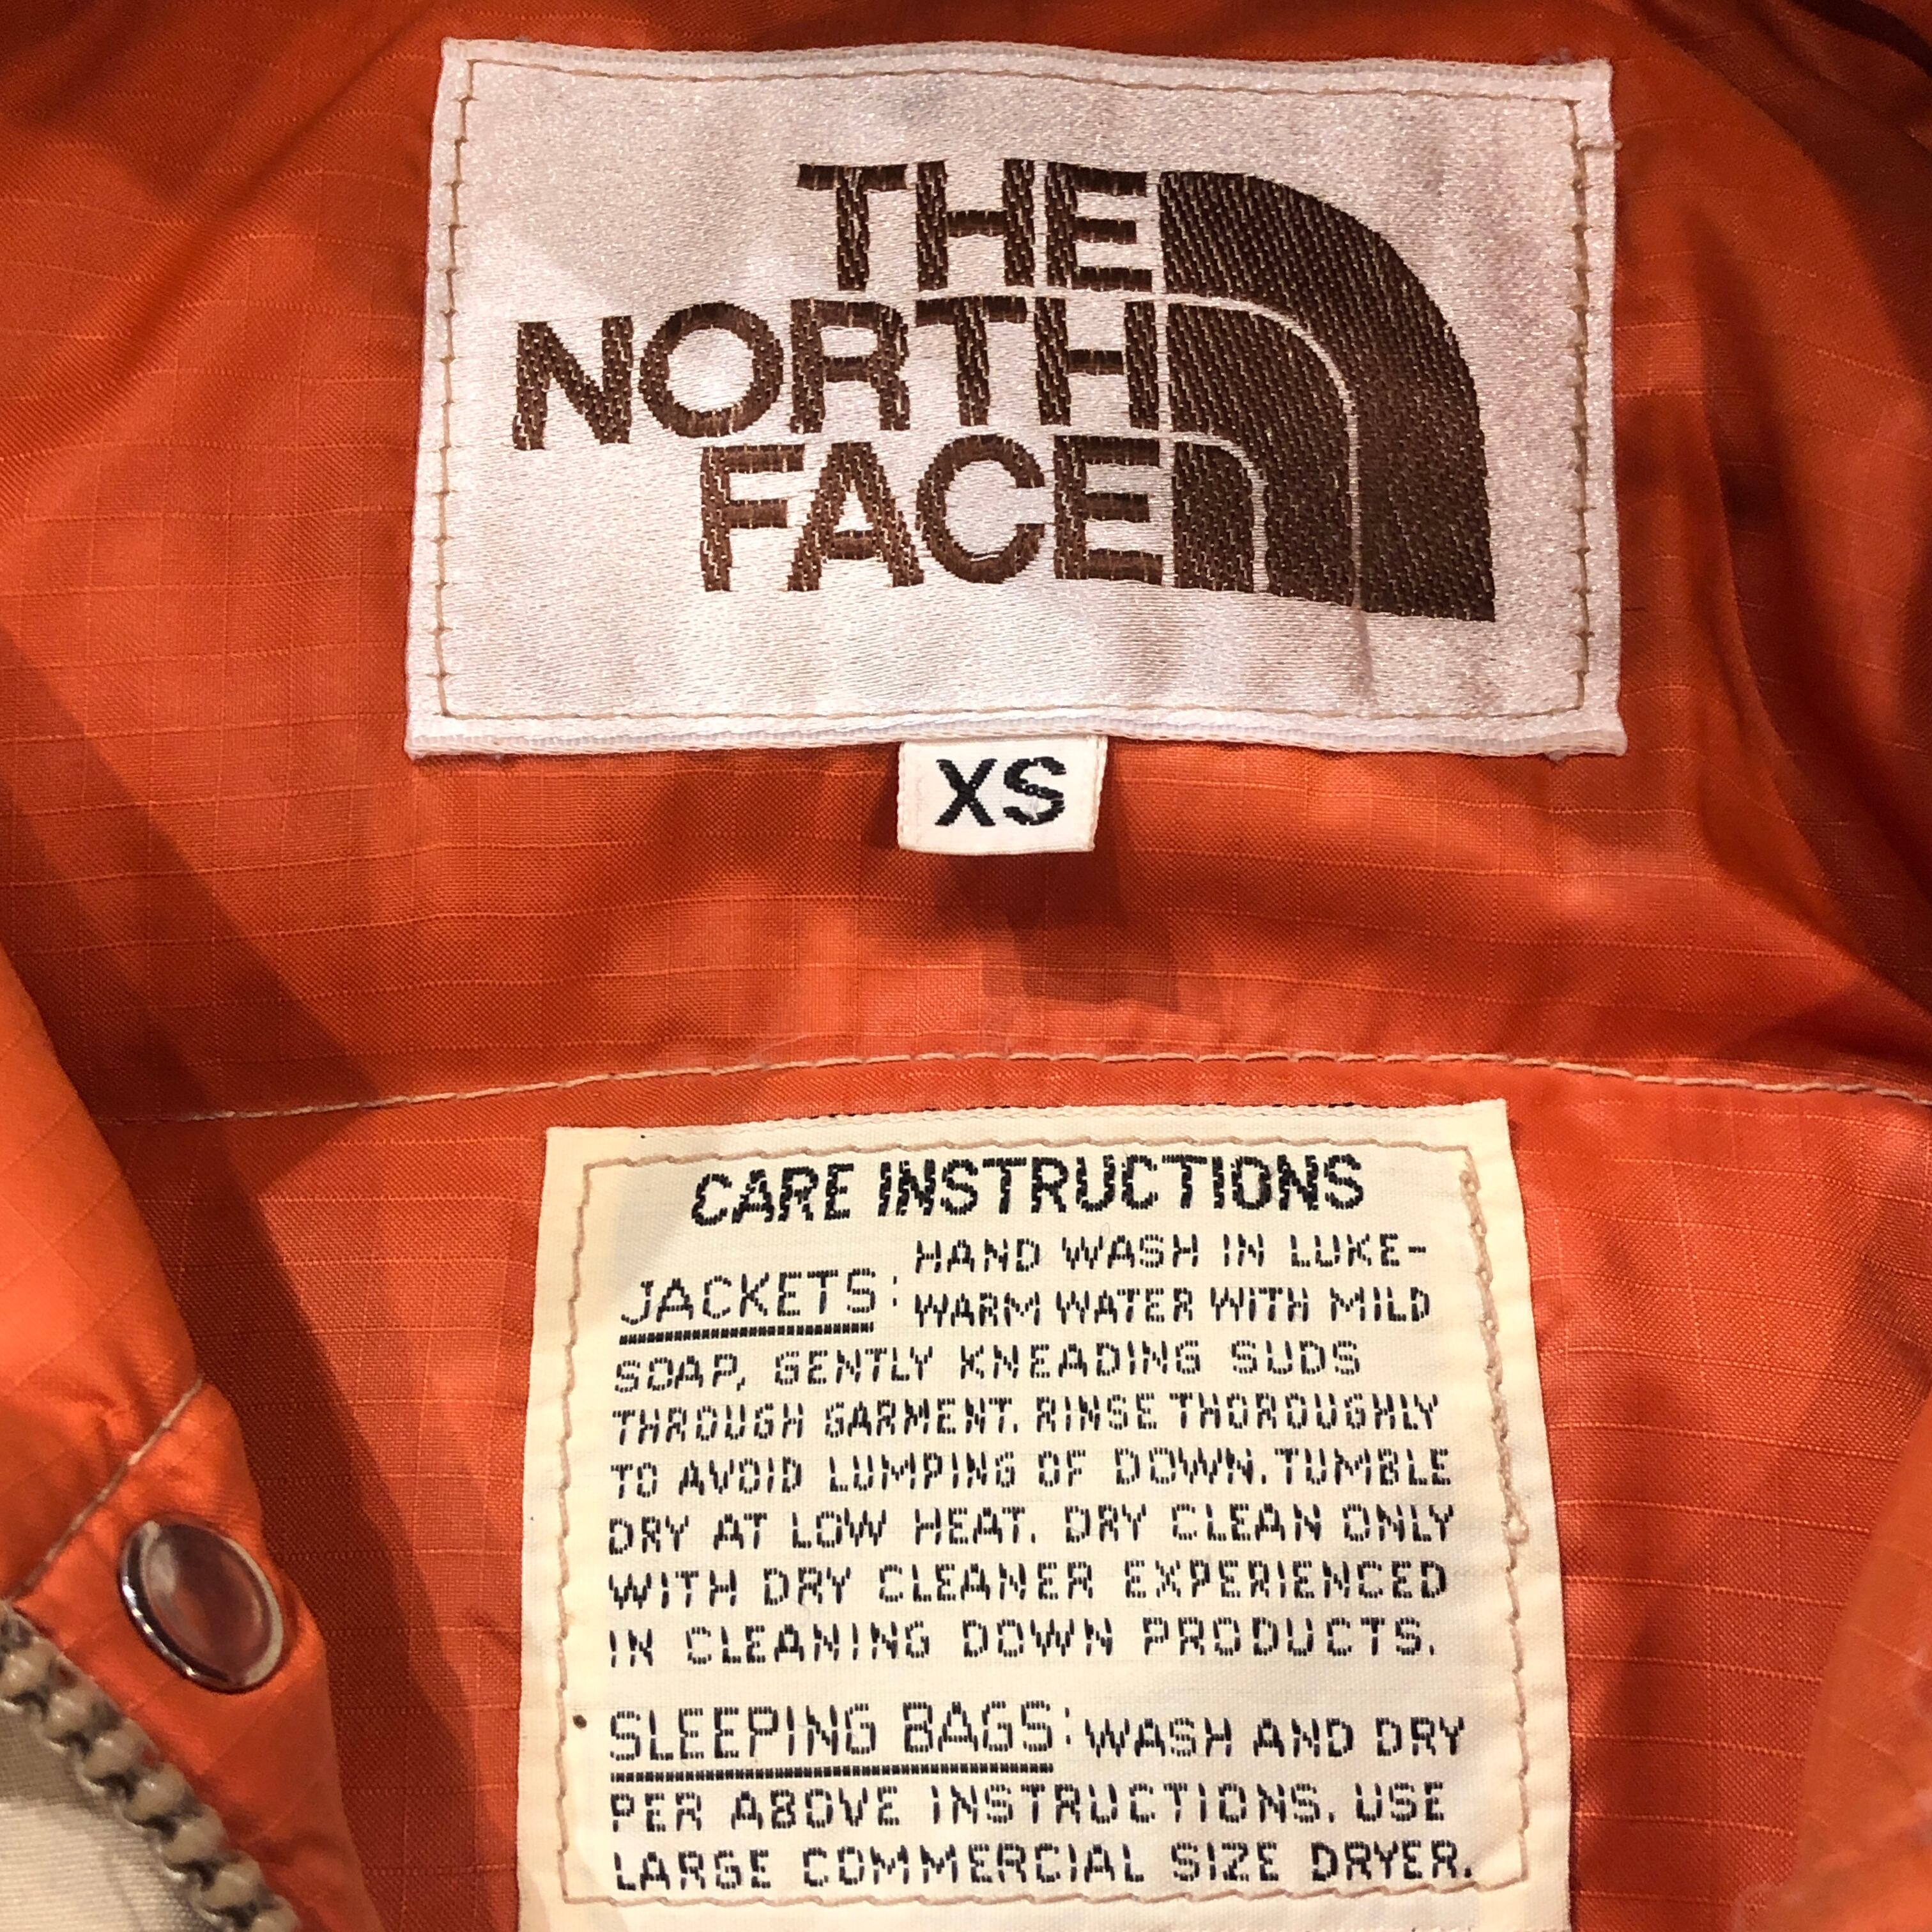 THE
NORTH
FACE
XS
CARE INSTRUCTIONS
JACKETS: HAND WASH IN LUKE-
WARM WATER WITH MILD
SOAP, GENTLY KNEADING SUDS
THROUGH GARMENT. RINSE THOROUGHLY
TO AVOID LUMPING OF DOWN. TUMBLE
DRY AT LOW HEAT. DRY CLEAN ONLY
WITH DRY CLEANER EXPERIENCED
IN CLEANING DOWN PRODUCTS.
SLEEPING BAGS: WASH AND DRY
PER ABOVE INSTRUCTIONS. USE
LARGE COMMERCIAL SIZE DRYER.